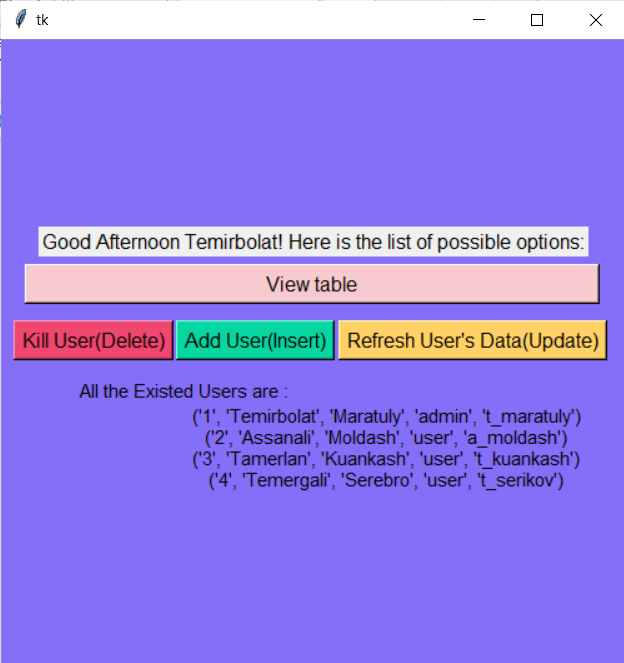 tk
Good Afternoon Temirbolat! Here is the list of possible options:
View table
Kill User(Delete) Add User(Insert) Refresh User's Data(Update)
All the Existed Users are :
('1', 'Temirbolat', 'Maratuly', 'admin', 't_maratuly')
('2', 'Assanali', 'Moldash', 'user', 'a_moldash')
('3', 'Tamerlan', 'Kuankash', 'user', 't_kuankash')
('4', 'Temergali', 'Serebro', 'user', 't_serikov')